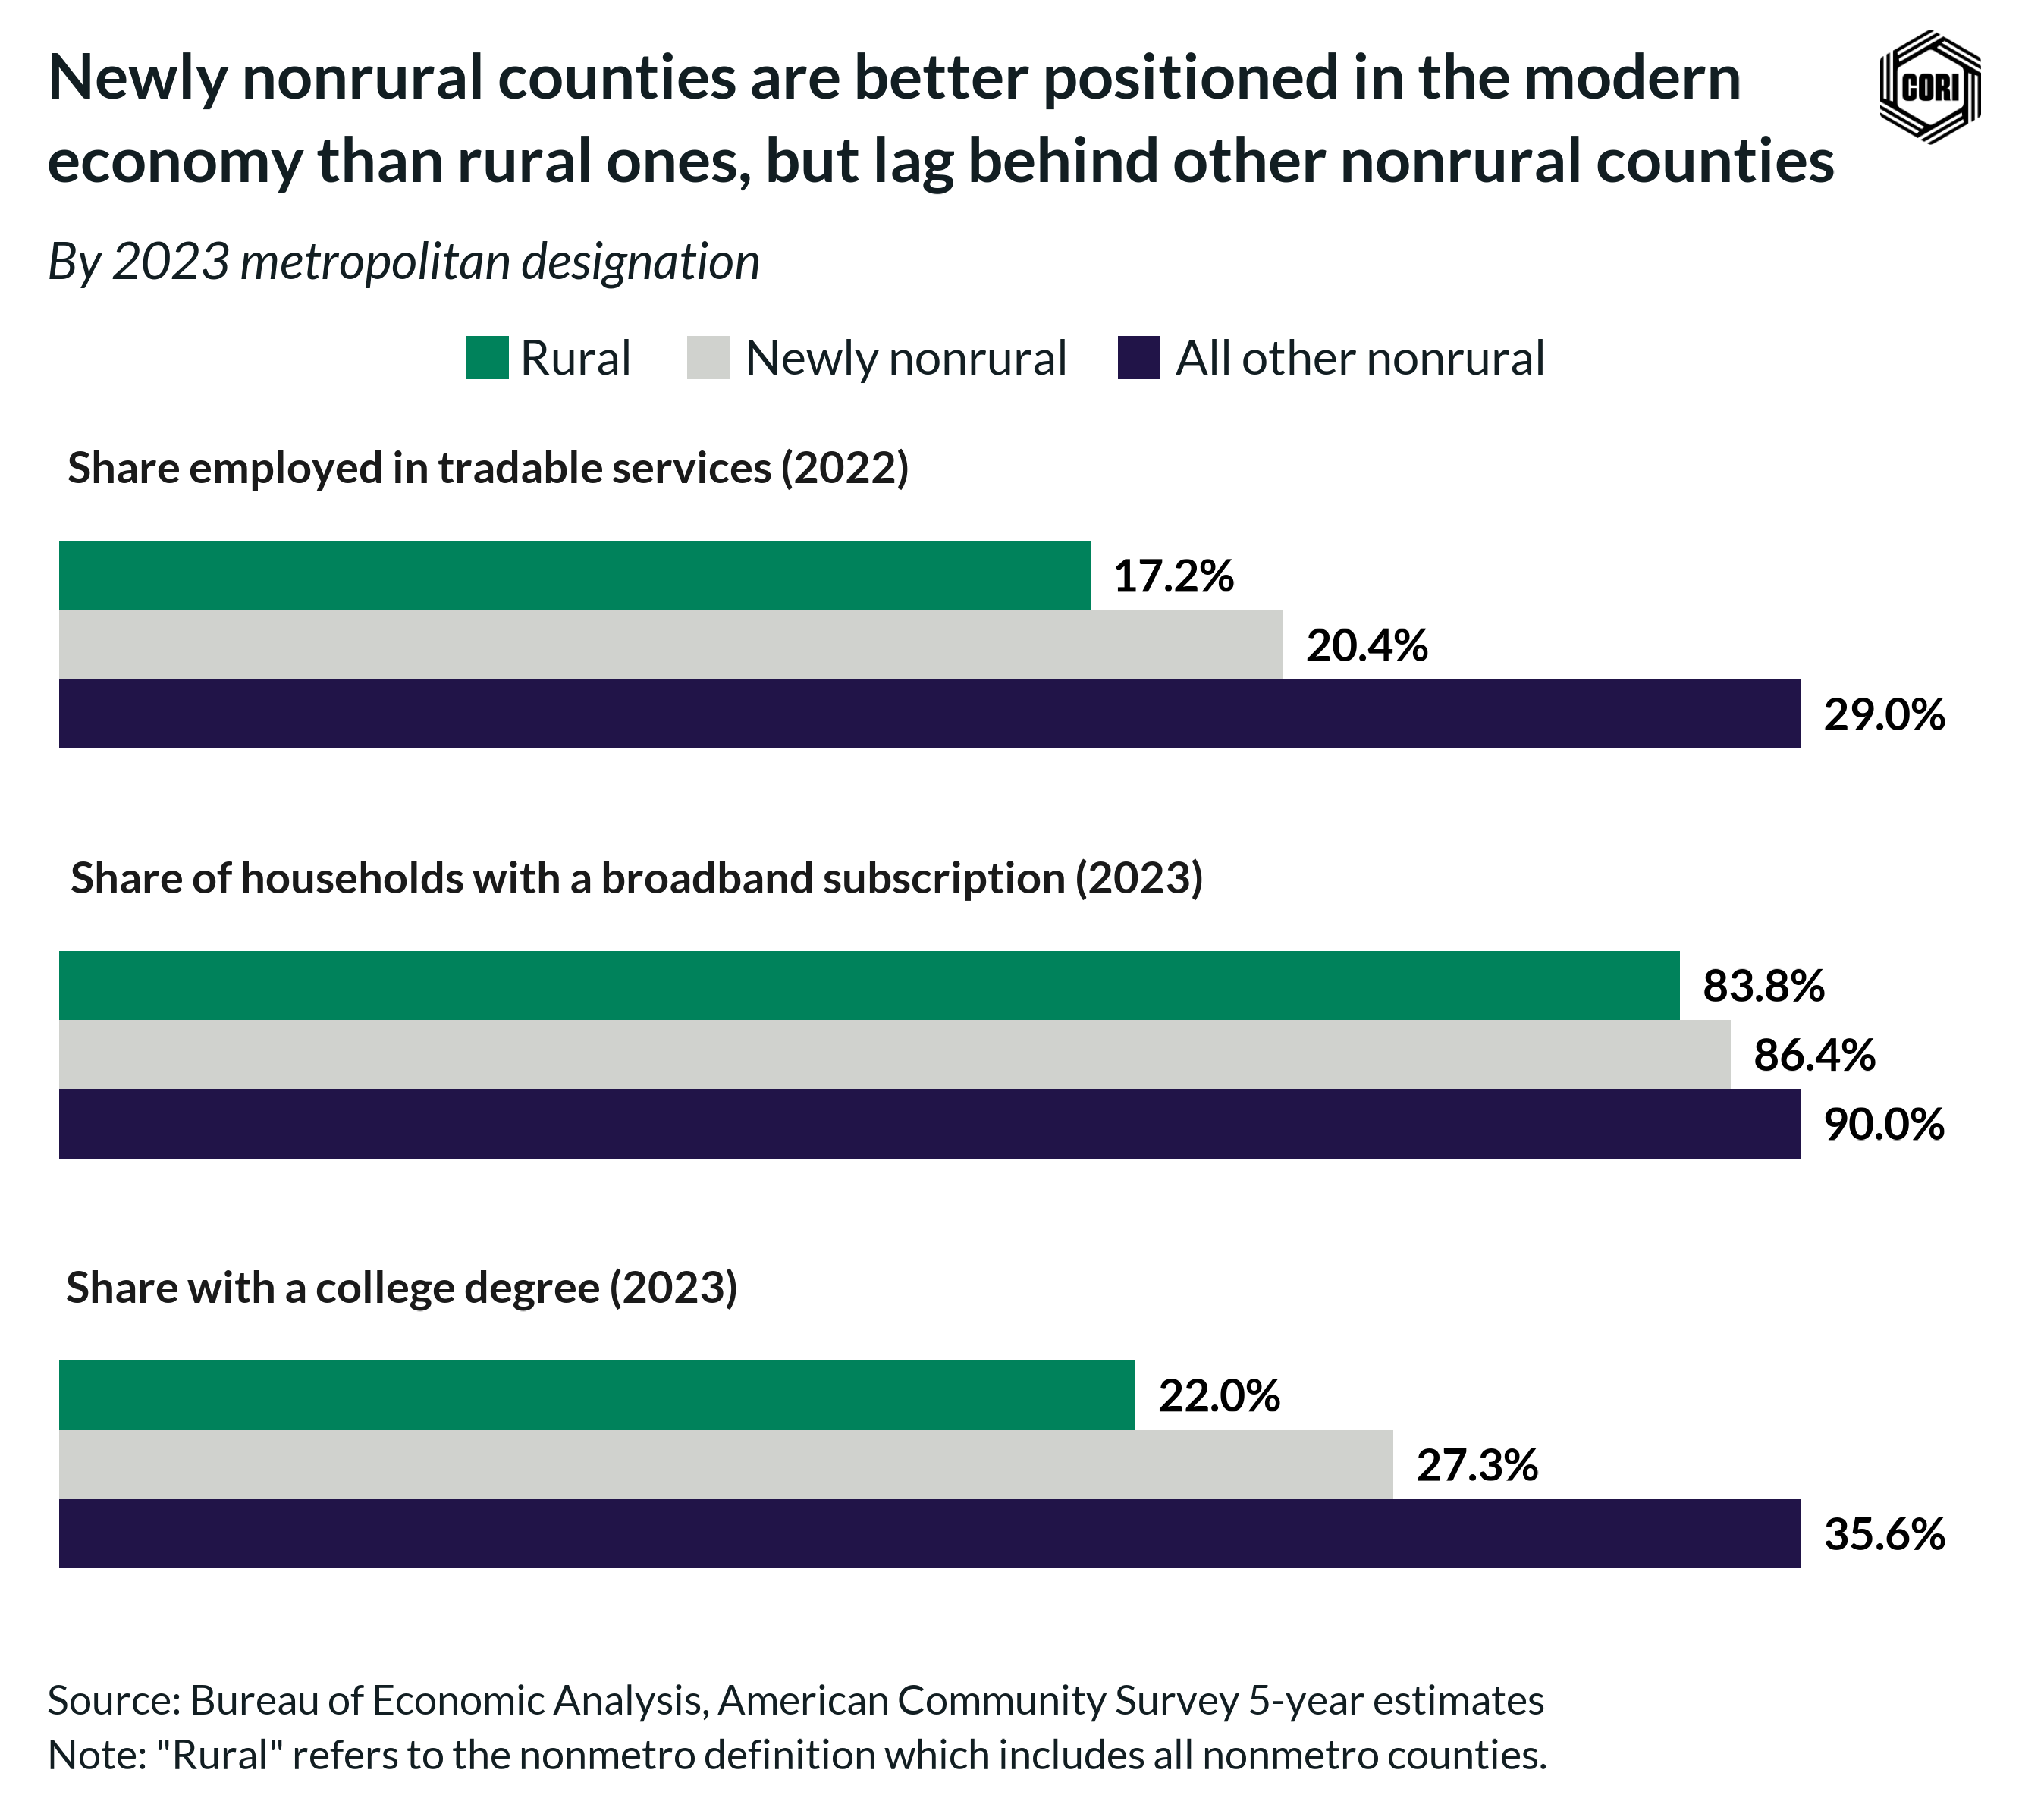 Newly nonrural counties are better positioned in the modern
economy than rural ones, but lag behind other nonrural counties
CORI
By 2023 metropolitan designation
Rural Newly nonrural All other nonrural
Share employed in tradable services (2022)
17.2%
20.4%
29.0%
Share of households with a broadband subscription (2023)
83.8%
86.4%
90.0%
Share with a college degree (2023)
22.0%
27.3%
35.6%
Source: Bureau of Economic Analysis, American Community Survey 5-year estimates
Note: "Rural" refers to the nonmetro definition which includes all nonmetro counties.